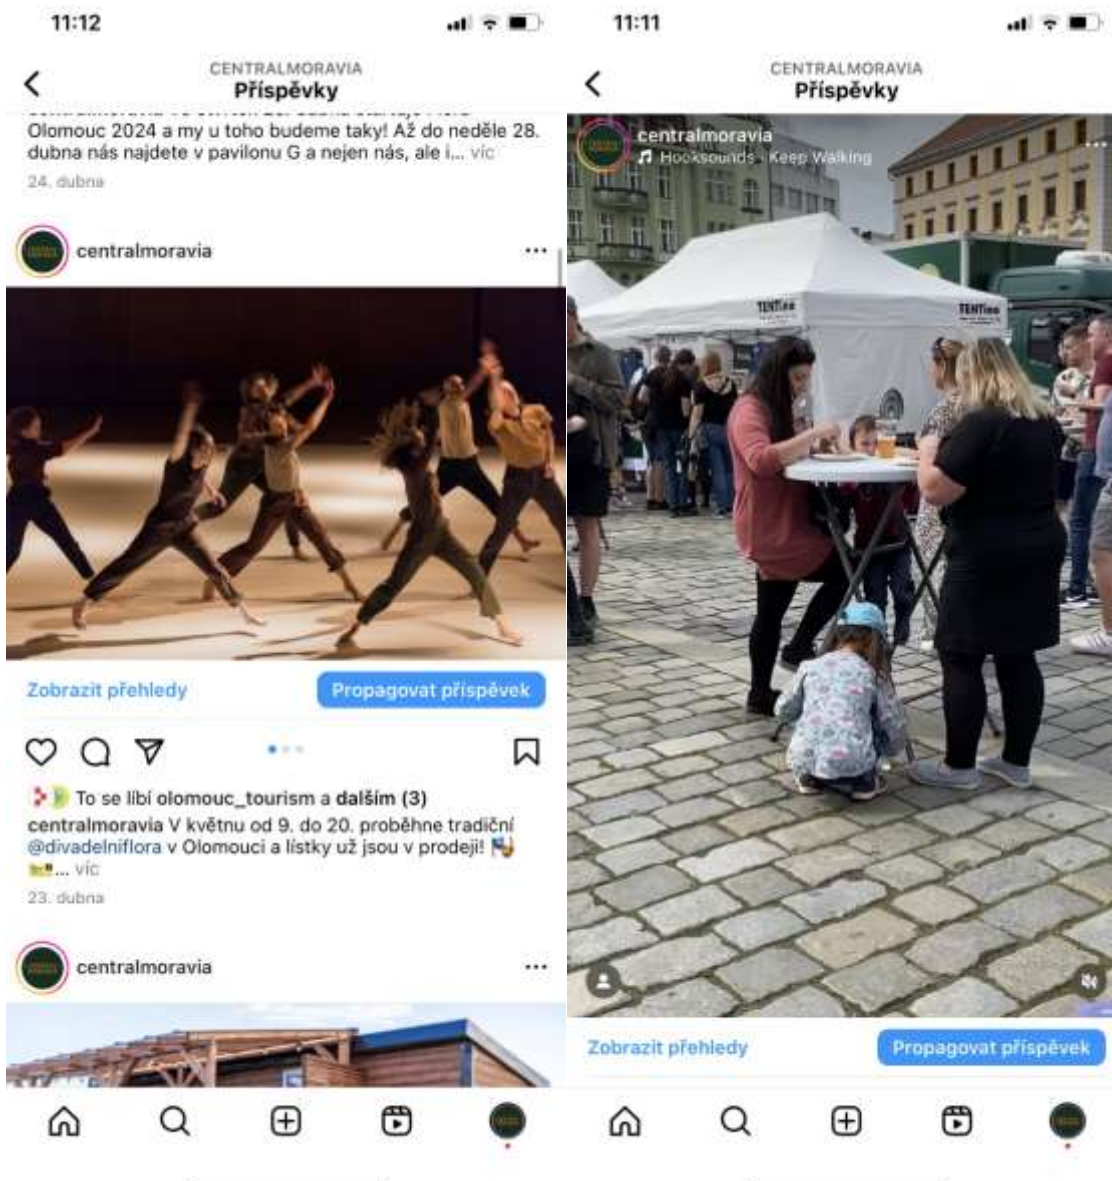 11:12
CENTRALMORAVIA
Příspěvky
Olomouc 2024 a my u toho budeme taky! Až do neděle 28.
dubna nás najdete v pavilonu G a nejen nás, ale i... víc
24. dubna
centralmoravia
Zobrazit přehledy
Propagovat příspěvek
To se líbí olomouc_tourism a dalším (3)
centralmoravia V květnu od 9. do 20. proběhne tradiční
@divadelniflora v Olomouci a lístky už jsou v prodeji!
... víc
23. dubna
centralmoravia
11:11
CENTRALMORAVIA
Příspěvky
centralmoravia
Hooksounds · Keep Walking
TENTino
TENTino
Zobrazit přehledy
Propagovat příspěvek